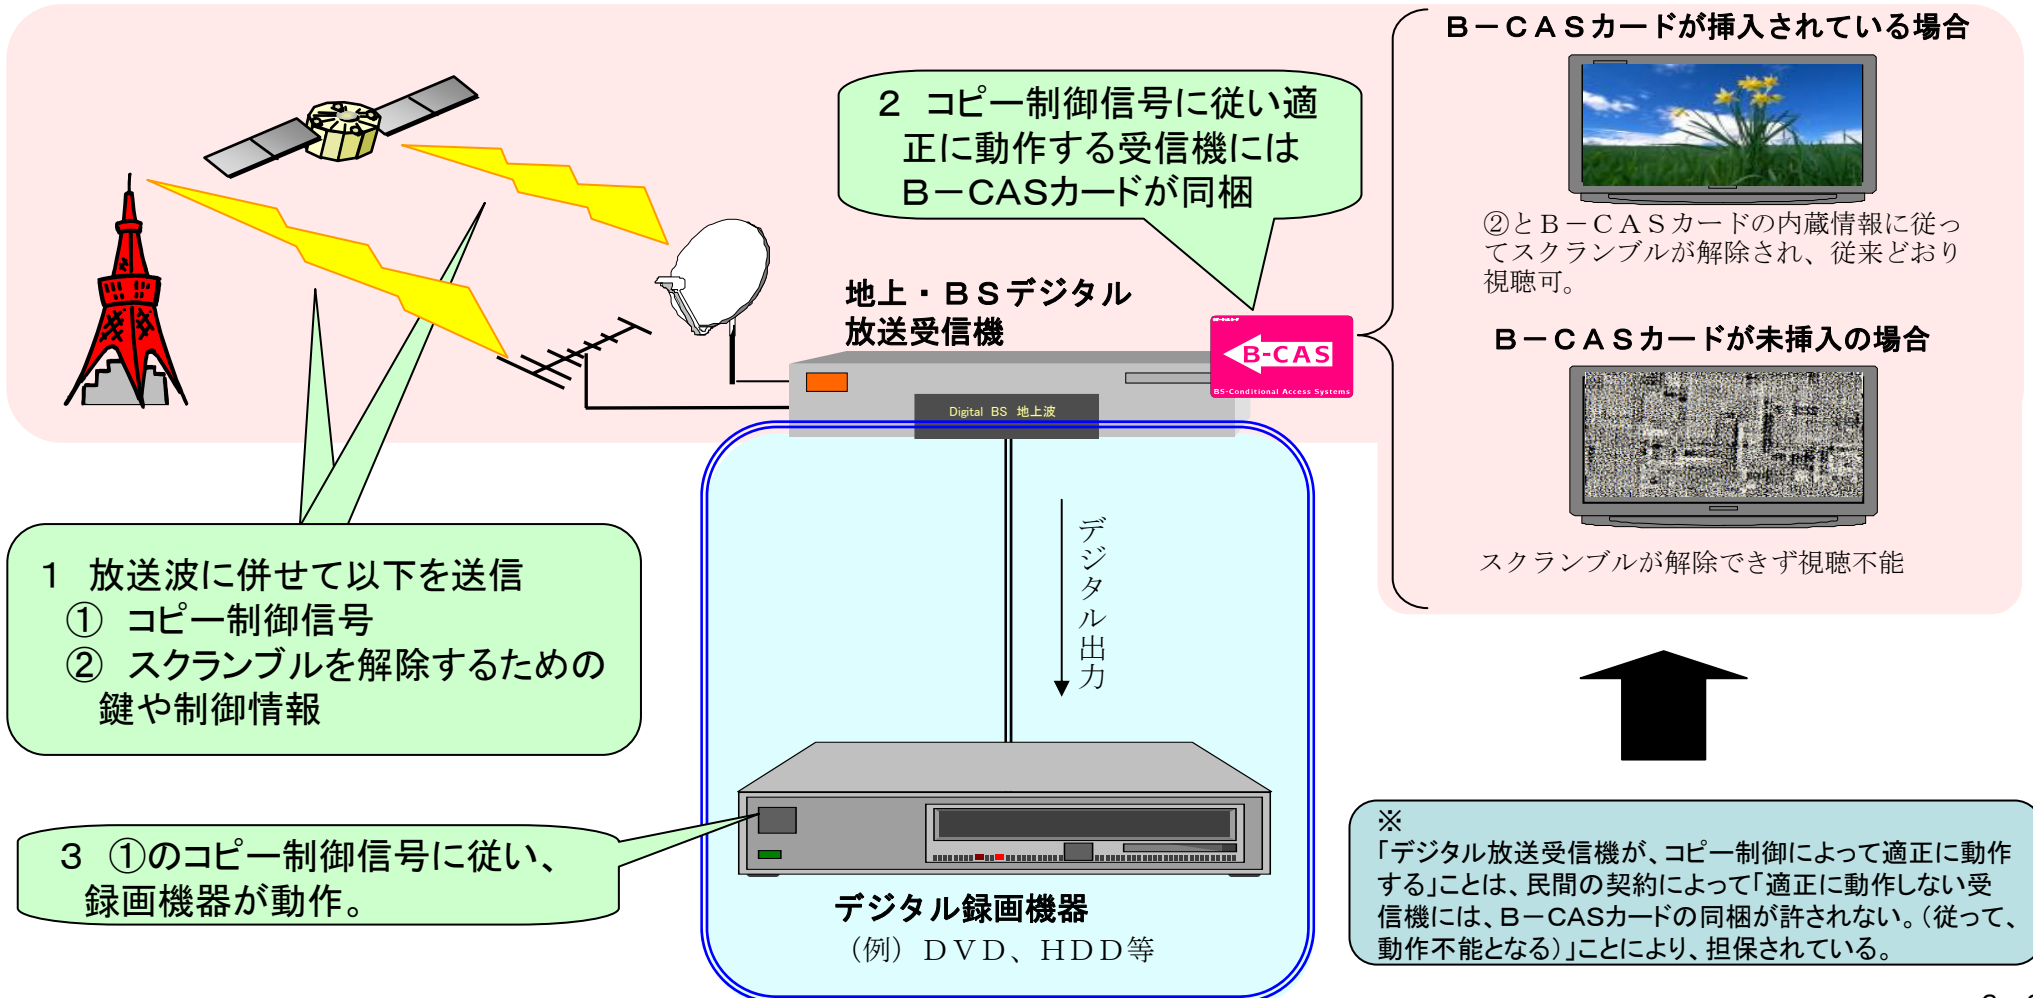 B－CASカードが挿入されている場合
2　コピー制御信号に従い適
正に動作する受信機には
B－CASカードが同梱
②とB－CASカードの内蔵情報に従っ
てスクランブルが解除され、従来どおり
視聴可。
地上・BSデジタル
放送受信機
B-CAS
BS-Conditional Access Systems
B－CASカードが未挿入の場合
Digital BS 地上波
スクランブルが解除できず視聴不能
1　放送波に併せて以下を送信
①　コピー制御信号
②　スクランブルを解除するための
鍵や制御情報
デジタル出力
3　①のコピー制御信号に従い、
録画機器が動作。
デジタル録画機器
（例）DVD、HDD等
※
「デジタル放送受信機が、コピー制御によって適正に動作
する」ことは、民間の契約によって「適正に動作しない受
信機には、B－CASカードの同梱が許されない。（従って、
動作不能となる）」ことにより、担保されている。